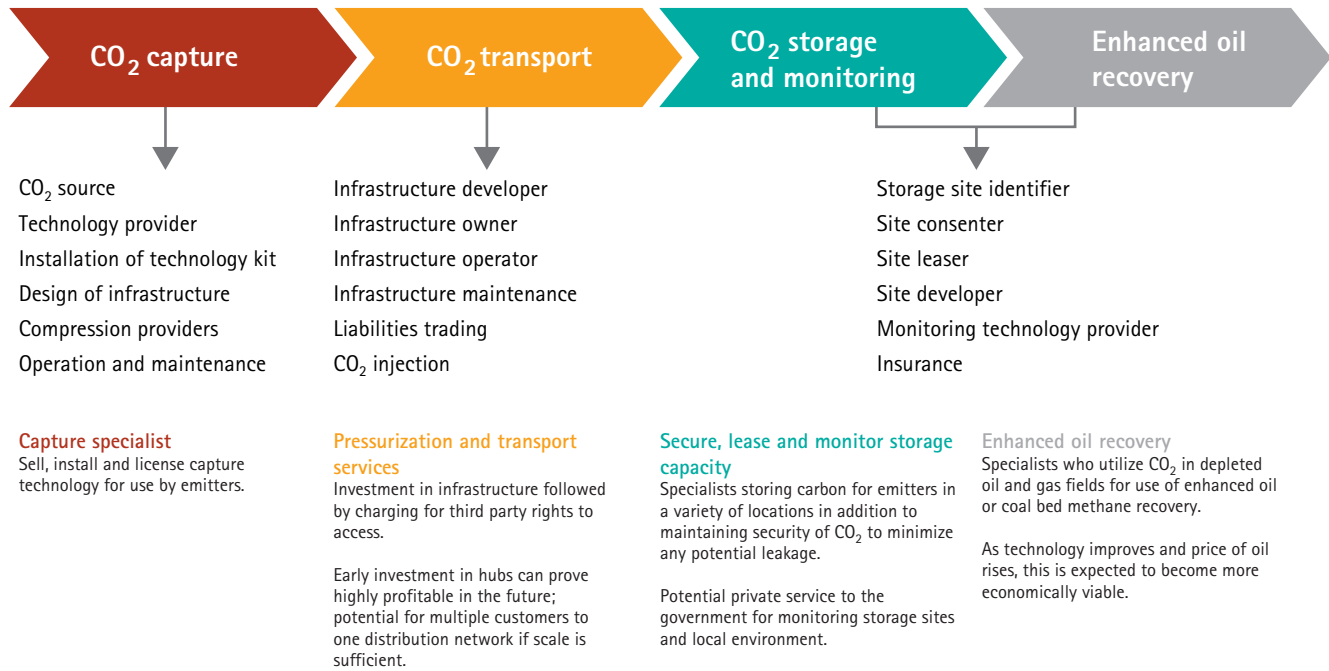 CO₂ capture
CO₂ transport
CO₂ storage
and monitoring
Enhanced oil
recovery
CO₂ source
Technology provider
Installation of technology kit
Design of infrastructure
Compression providers
Operation and maintenance
Infrastructure developer
Infrastructure owner
Infrastructure operator
Infrastructure maintenance
Liabilities trading
CO₂ injection
Storage site identifier
Site consenter
Site leaser
Site developer
Monitoring technology provider
Insurance
Capture specialist
Sell, install and license capture
technology for use by emitters.
Pressurization and transport
services
Investment in infrastructure followed
by charging for third party rights to
access.
Early investment in hubs can prove
highly profitable in the future;
potential for multiple customers to
one distribution network if scale is
sufficient.
Secure, lease and monitor storage
capacity
Specialists storing carbon for emitters in
a variety of locations in addition to
maintaining security of CO₂ to minimize
any potential leakage.
Potential private service to the
government for monitoring storage sites
and local environment.
Enhanced oil recovery
Specialists who utilize CO₂ in depleted
oil and gas fields for use of enhanced oil
or coal bed methane recovery.
As technology improves and price of oil
rises, this is expected to become more
economically viable.